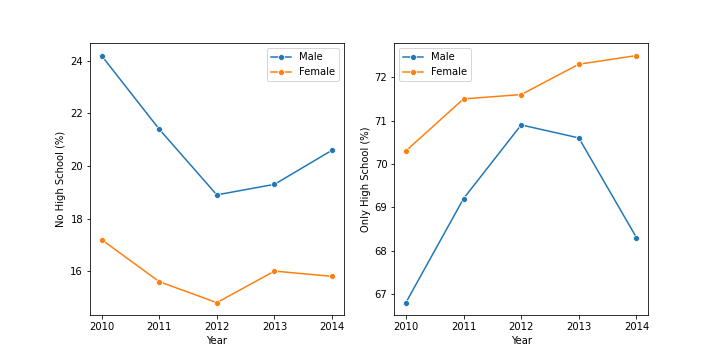 No High School (%)
24
22
20
18
16
Male
Female
2010 2011 2012 2013 2014
Year
Only High School (%)
72
71
70
69
68
67
Male
Female
2010 2011 2012 2013 2014
Year